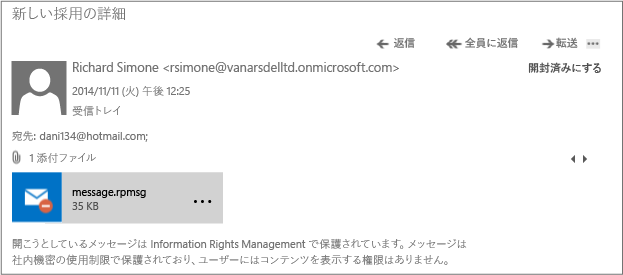 新しい採用の詳細
返信 全員に返信 転送 ...
Richard Simone <rsimone@vanarsdelltd.onmicrosoft.com> 開封済みにする
2014/11/11 (火) 午後 12:25
受信トレイ
宛先: dani134@hotmail.com;
1 添付ファイル
message.rpmsg
35 KB ...
開こうとしているメッセージは Information Rights Management で保護されています。メッセージは
社内機密の使用制限で保護されており、ユーザーにはコンテンツを表示する権限はありません。